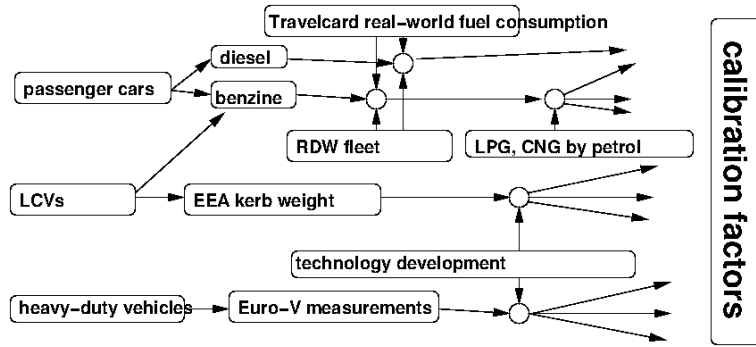 Travelcard real-world fuel consumption
diesel
passenger cars
benzine
RDW fleet
LPG, CNG by petrol
LCVs
EEA kerb weight
technology development
heavy-duty vehicles
Euro-V measurements
calibration factors